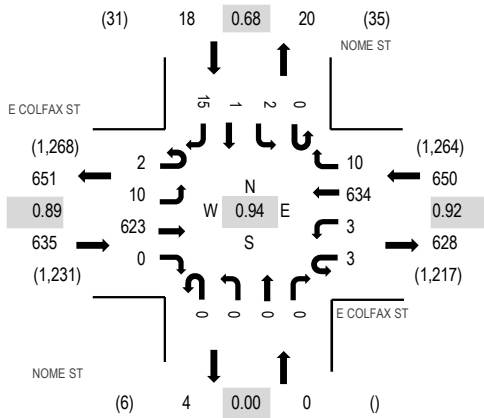 (31) 18 0.68 20 (35)
NOME ST
15 1 2 0
E COLFAX ST
(1,268) (1,264)
2 10
651 650
10 N 634
0.89 W 0.94 E 0.92
623 S 3
635 628
0 3
(1,231) (1,217)
0 0 0 0
E COLFAX ST
NOME ST
(6) 4 0.00 0 ()